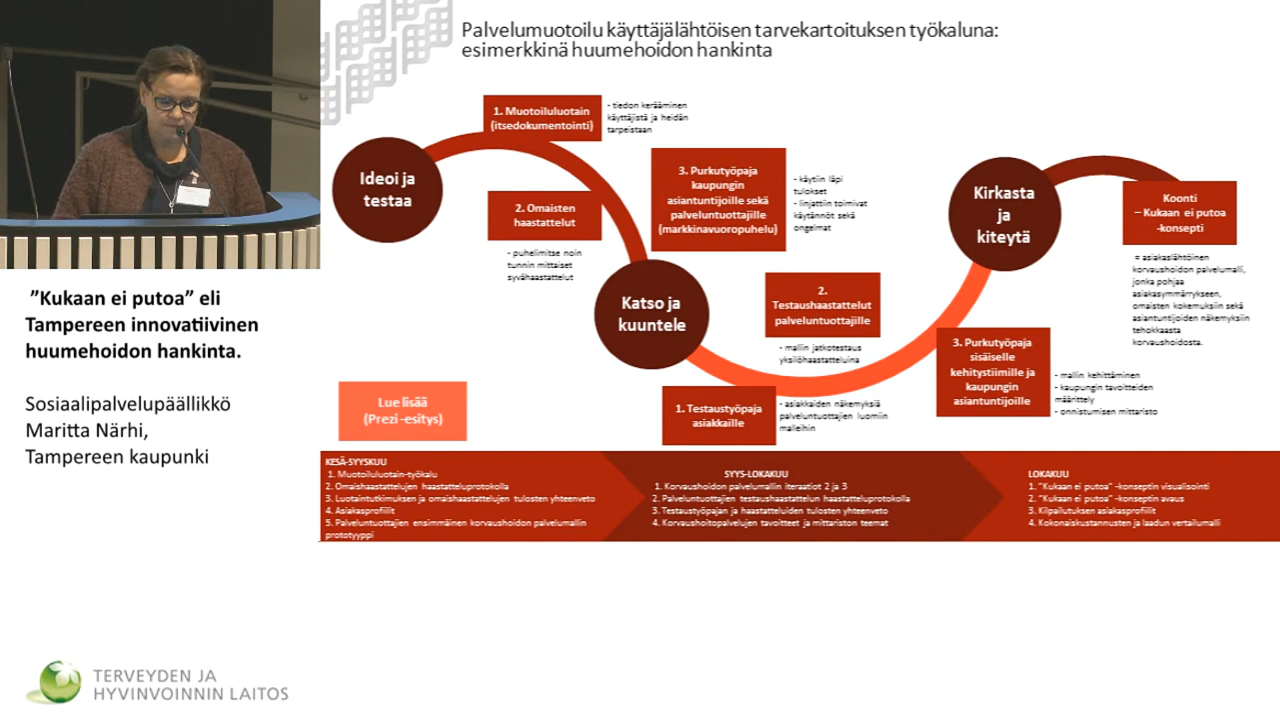 Palvelumuotoilu käyttäjälähtöisen tarvekartoituksen työkaluna:
esimerkkinä huumehoidon hankinta
Ideoi ja
testaa
1. Muotoiluluotain
(itsedokumentointi)
- tiedon kerääminen
käyttäjistä ja heidän
tarpeistaan
2. Omaisten
haastattelut
- puhelimitse noin
tunnin mittaiset
syvähaastattelut
Katso ja
kuuntele
3. Purkutyöpaja
kaupungin
asiantuntijoille sekä
palveluntuottajille
(markkinavuoropuhelu)
- käytiin läpi
tulokset
- linjattiin toimivat
käytännöt sekä
ongelmat
2.
Testaushaastattelut
palveluntuottajille
- mallin jatkotestaus
yksilöhaastatteluina
1. Testaustyöpaja
asiakkaille
- asiakkaiden näkemyksiä
palveluntuottajien luomiin
malleihin
Kirkasta
ja
kiteytä
3. Purkutyöpaja
sisäiselle
kehitystiimille ja
kaupungin
asiantuntijoille
- mallin kehittäminen
- kaupungin tavoitteiden
määrittely
- onnistumisen mittaristo
Koonti
– Kukaan ei putoa
-konsepti
= asiakaslähtöinen
korvaushoidon palvelumalli,
jonka pohjaa
asiakasymmärrykseen,
omaisten kokemuksiin sekä
asiantuntijoiden näkemyksiin
tehokkaasta
korvaushoidosta.
Lue lisää
(Prezi -esitys)
KESÄ-SYYSKUU
1. Muotoiluluotain-työkalu
2. Omaishaastattelujen haastatteluprotokolla
3. Luotaintutkimuksen ja omaishaastattelujen tulosten yhteenveto
4. Asiakasprofiilit
5. Palveluntuottajien ensimmäinen korvaushoidon palvelumallin
prototyyppi
SYYS-LOKAKUU
1. Korvaushoidon palvelumallin iteraatiot 2 ja 3
2. Palveluntuottajien testaushaastattelun haastatteluprotokolla
3. Testaustyöpajan ja haastatteluiden tulosten yhteenveto
4. Korvaushoitopalvelujen tavoitteet ja mittariston teemat
LOKAKUU
1. "Kukaan ei putoa" -konseptin visualisointi
2. "Kukaan ei putoa" -konseptin avaus
3. Kilpailutuksen asiakasprofiilit
4. Kokonaiskustannusten ja laadun vertailumalli
”Kukaan ei putoa” eli
Tampereen innovatiivinen
huumehoidon hankinta.
Sosiaalipalvelupäällikkö
Maritta Närhi,
Tampereen kaupunki
TERVEYDEN JA
HYVINVOINNIN LAITOS